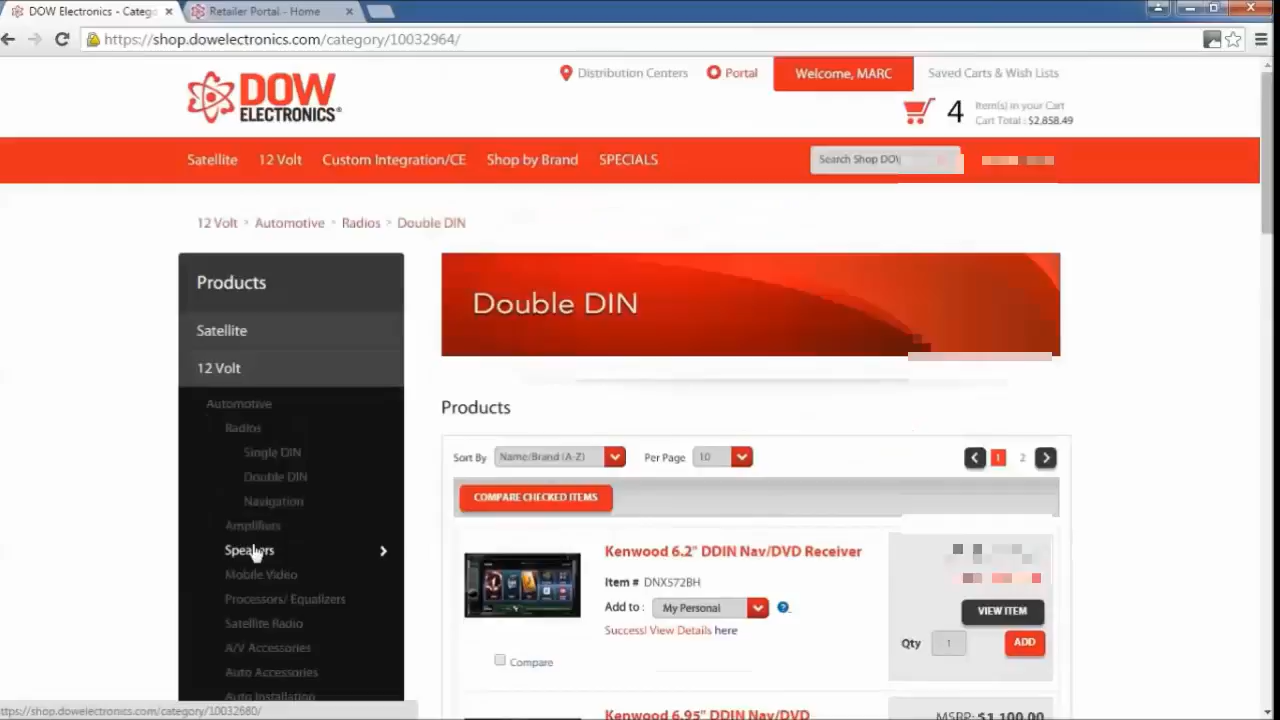 DOW Electronics - Catego
Retailer Portal - Home
https://shop.dowelectronics.com/category/10032964/
DOW
ELECTRONICS
Distribution Centers
Portal
Welcome, MARC
Saved Carts & Wish Lists
4
Item(s) in your Cart
Cart Total : $2,858.49
Satellite
12 Volt
Custom Integration/CE
Shop by Brand
SPECIALS
Search Shop DOW
12 Volt > Automotive > Radios > Double DIN
Products
Satellite
12 Volt
Automotive
Radios
Single DIN
Double DIN
Navigation
Amplifiers
Speakers
Mobile Video
Processors/ Equalizers
Satellite Radio
A/V Accessories
Auto Accessories
Auto Installation
Double DIN
Products
Sort By
Name/Brand (A-Z)
Per Page
10
1
2
COMPARE CHECKED ITEMS
Kenwood 6.2" DDIN Nav/DVD Receiver
Item # DNX572BH
Add to :
My Personal
Success! View Details here
Compare
VIEW ITEM
Qty
1
ADD
Kenwood 6.95" DDIN Nav/DVD
MSRP: $1,100.00
ttps://shop.dowelectronics.com/category/10032680/